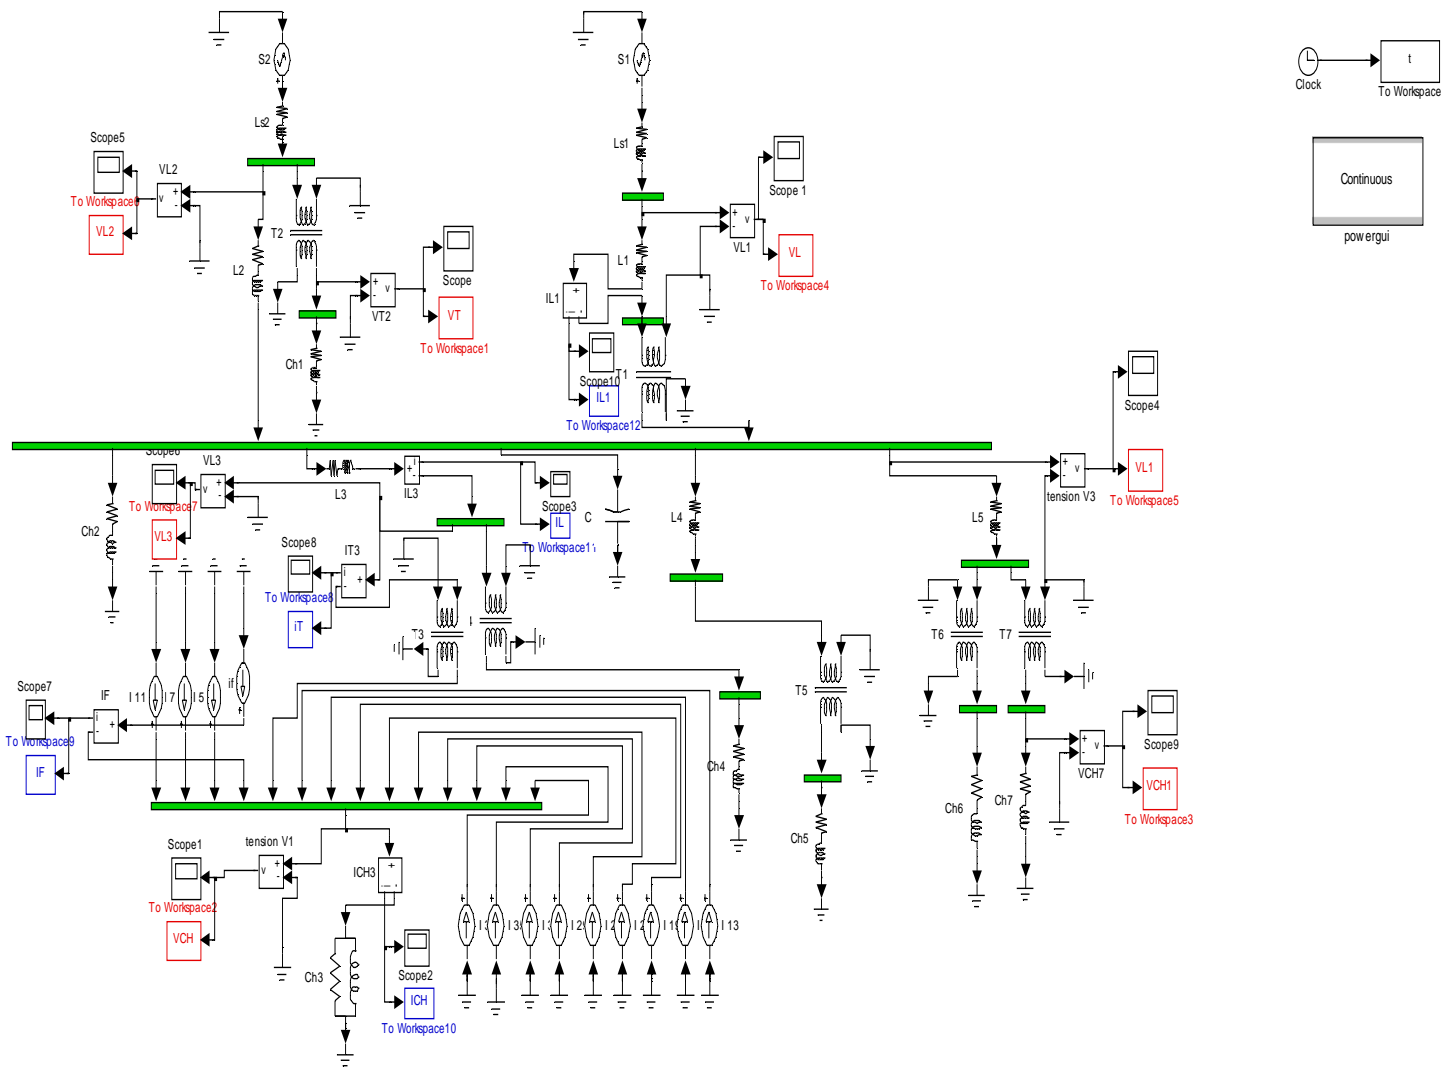 S2
S1
Clock
t
To Workspace
Ls2
Scope5
VL2
To Workspace6
VL2
v
+
-
T2
L2
Scope
VT2
+
-
v
VT
To Workspace1
Ch1
Ls1
Scope 1
+
-
v
VL1
VL
To Workspace4
L1
IL1
Scope10
T1
IL1
To Workspace12
Continuous
powergui
Scope4
VL1
To Workspace5
tension V3
+
-
v
VL3
To Workspace7
VL3
v
+
-
L3
IL3
Scope3
IL
C
L4
L5
Ch2
Scope8
IT3
To Workspace8
iT
T3
T5
T6
T7
Scope7
IF
To Workspace9
IF
I 11
I 7
I 5
if
Ch4
Ch5
Ch6
Ch7
VCH7
+
-
v
Scope9
VCH1
To Workspace3
Scope1
tension V1
v
+
-
To Workspace2
VCH
ICH3
Ch3
Scope2
ICH
To Workspace10
I 13